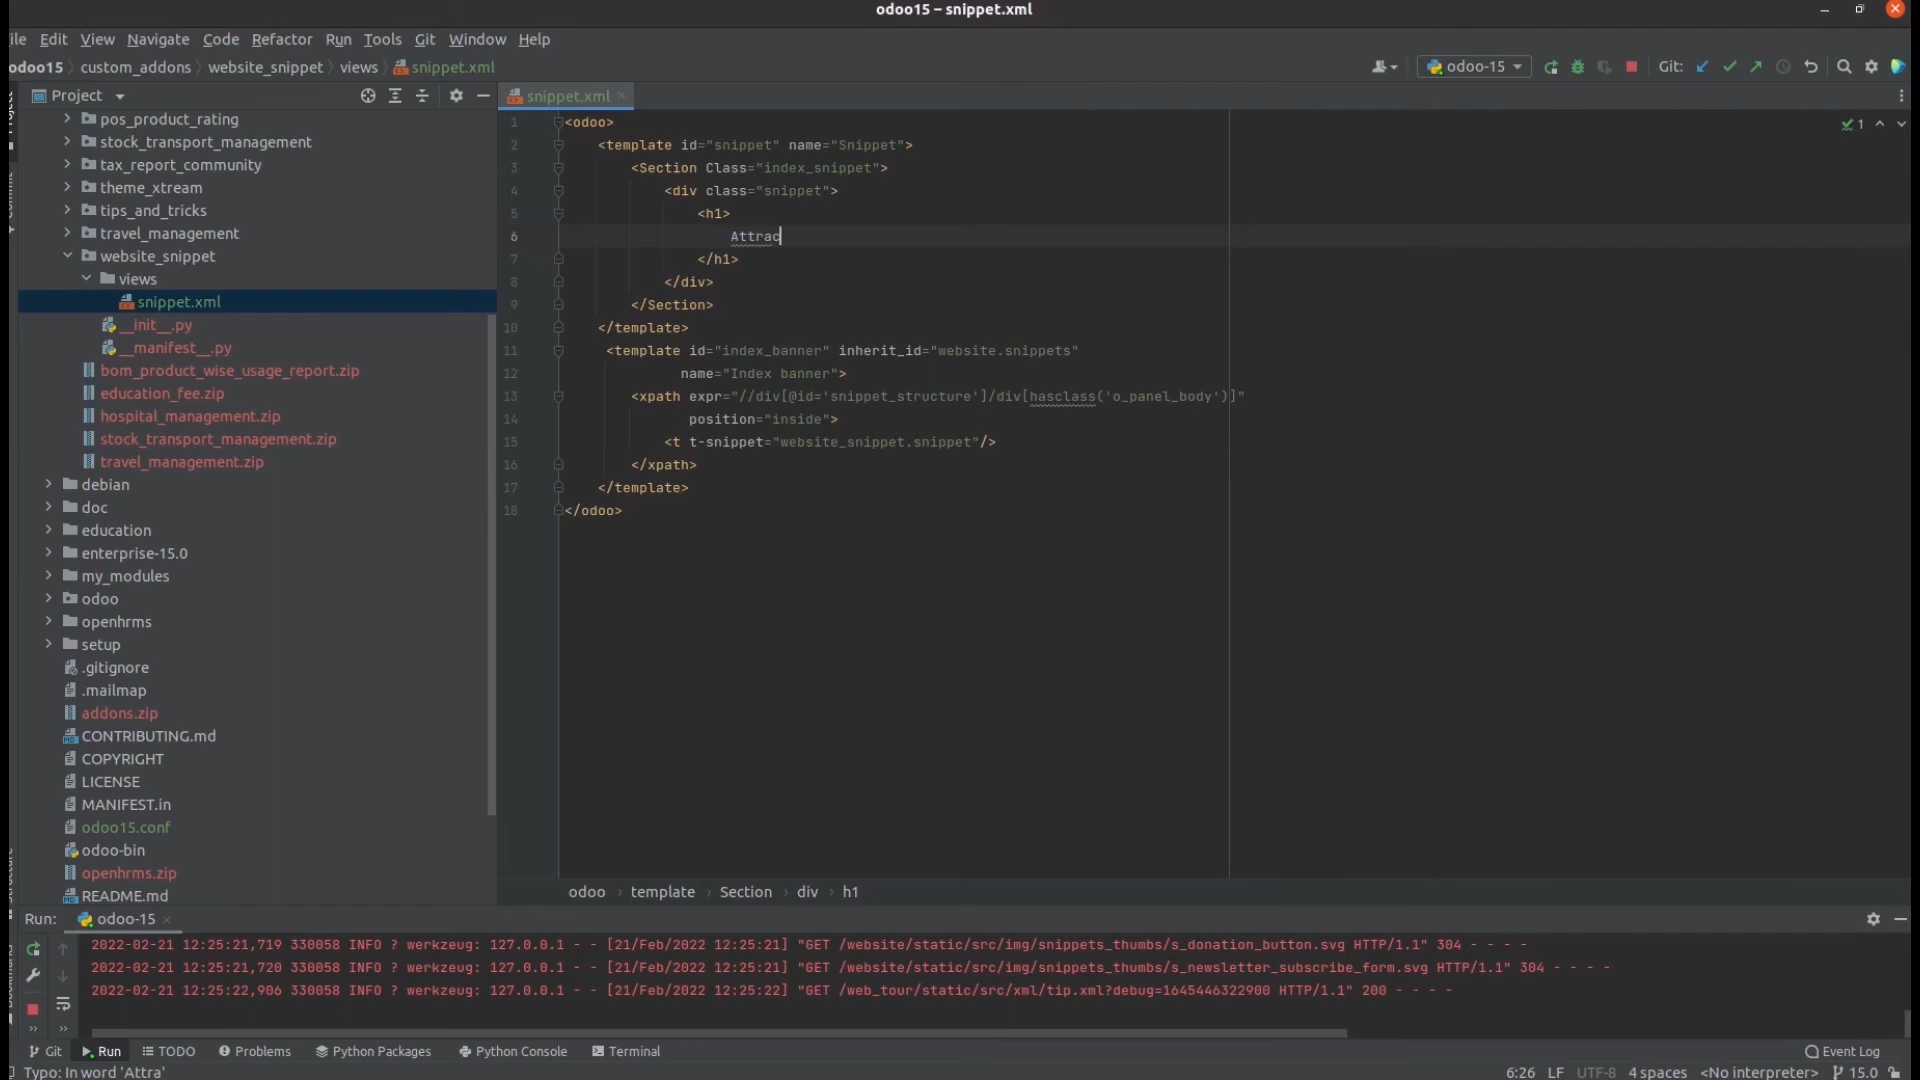 odoo15 – snippet.xml
ile Edit View Navigate Code Refactor Run Tools Git Window Help
odoo15 custom_addons website_snippet views snippet.xml
odoo-15 Git:
Project
snippet.xml
pos_product_rating
stock_transport_management
tax_report_community
theme_xtream
tips_and_tricks
travel_management
website_snippet
views
snippet.xml
__init__.py
__manifest__.py
bom_product_wise_usage_report.zip
education_fee.zip
hospital_management.zip
stock_transport_management.zip
travel_management.zip
debian
doc
education
enterprise-15.0
my_modules
odoo
openhrms
setup
.gitignore
.mailmap
addons.zip
CONTRIBUTING.md
COPYRIGHT
LICENSE
MANIFEST.in
odoo15.conf
odoo-bin
openhrms.zip
README.md
1 <odoo>
2 <template id="snippet" name="Snippet">
3 <Section Class="index_snippet">
4 <div class="snippet">
5 <h1>
6 Attrac
7 </h1>
8 </div>
9 </Section>
10 </template>
11 <template id="index_banner" inherit_id="website.snippets"
12 name="Index banner">
13 <xpath expr="//div[@id='snippet_structure']/div[hasclass('o_panel_body')]"
14 position="inside">
15 <t t-snippet="website_snippet.snippet"/>
16 </xpath>
17 </template>
18 </odoo>
1
odoo template Section div h1
Run: odoo-15
2022-02-21 12:25:21,719 330058 INFO ? werkzeug: 127.0.0.1 - - [21/Feb/2022 12:25:21] "GET /website/static/src/img/snippets_thumbs/s_donation_button.svg HTTP/1.1" 304 - - - -
2022-02-21 12:25:21,720 330058 INFO ? werkzeug: 127.0.0.1 - - [21/Feb/2022 12:25:21] "GET /website/static/src/img/snippets_thumbs/s_newsletter_subscribe_form.svg HTTP/1.1" 304 - - - -
2022-02-21 12:25:22,906 330058 INFO ? werkzeug: 127.0.0.1 - - [21/Feb/2022 12:25:22] "GET /web_tour/static/src/xml/tip.xml?debug=1645446322900 HTTP/1.1" 200 - - - -
Git Run TODO Problems Python Packages Python Console Terminal Event Log
Typo: In word 'Attra' 6:26 LF UTF-8 4 spaces <No interpreter> 15.0